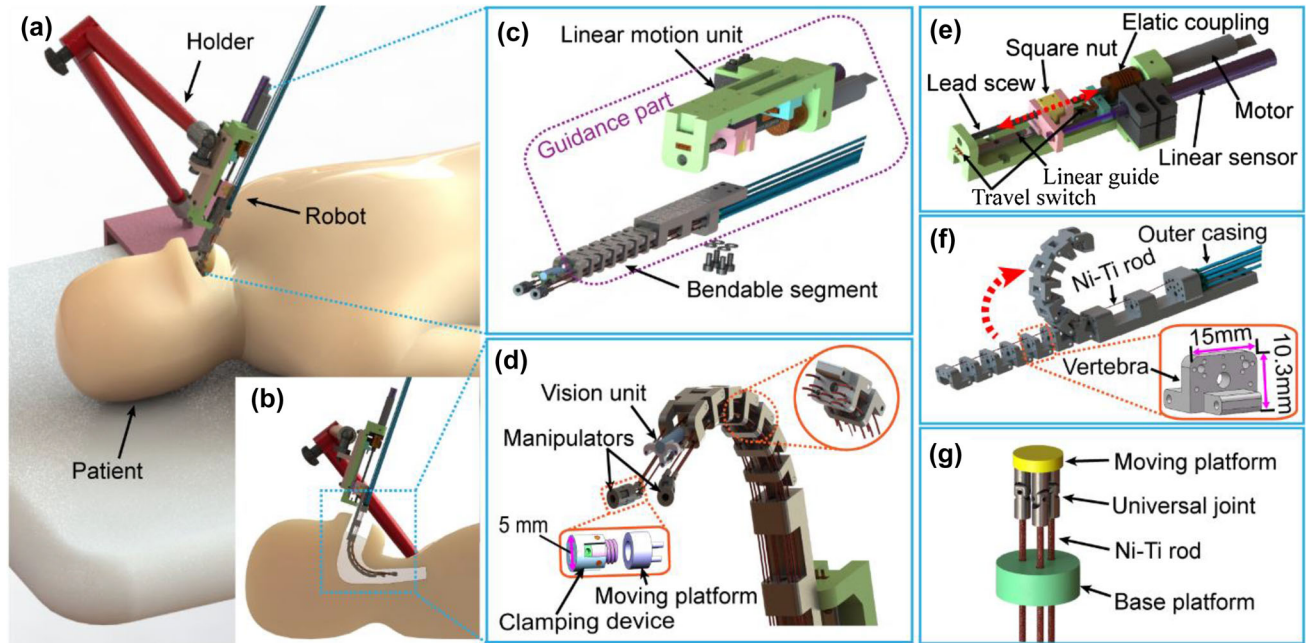 (a)
Holder
Robot
Patient
(b)
(c)
Linear motion unit
Guidance part
Bendable segment
(d)
Vision unit
Manipulators
5 mm
Clamping device
Moving platform
(e)
Elatic coupling
Square nut
Lead scew
Motor
Linear sensor
Linear guide
Travel switch
(f)
Outer casing
Ni-Ti rod
15mm
10.3mm
Vertebra
(g)
Moving platform
Universal joint
Ni-Ti rod
Base platform